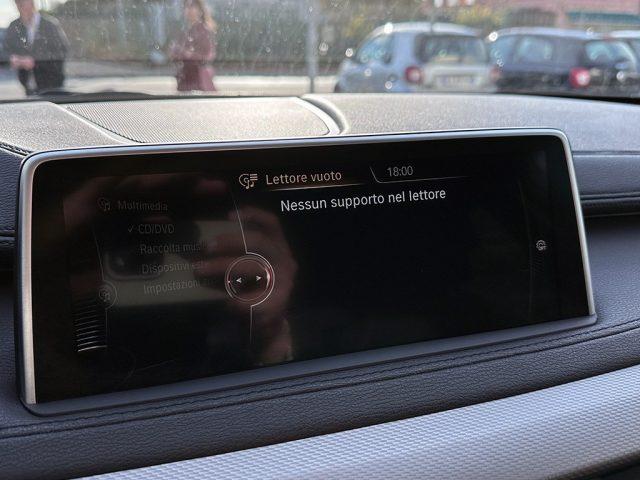 Lettore vuoto
18:00
Nessun supporto nel lettore
Multimedia
CD/DVD
Raccolta
Dispositivi
Impostazioni